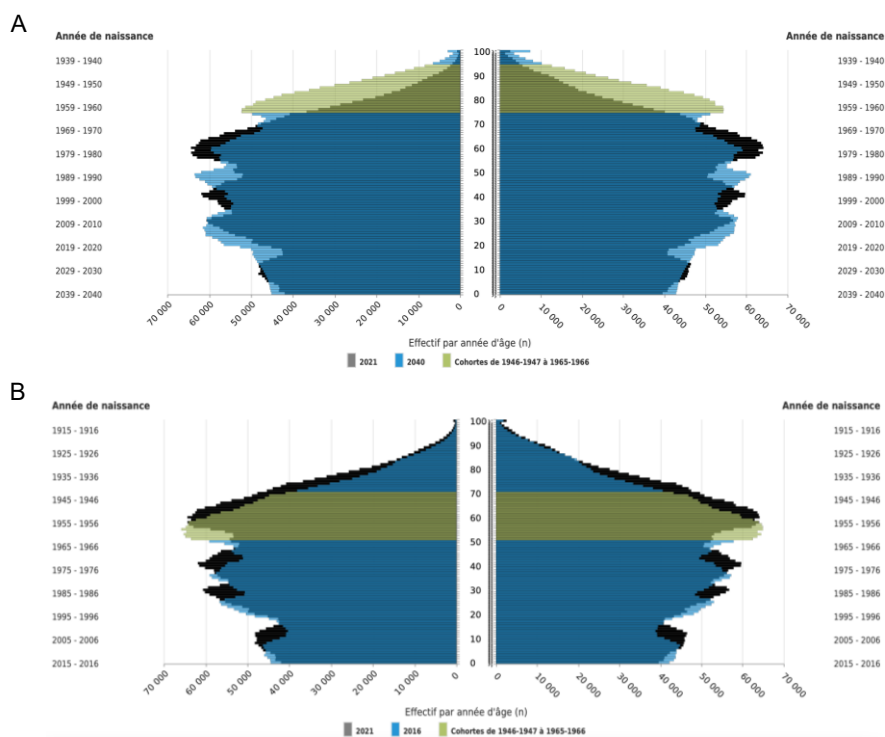 A
Année de naissance
Année de naissance
1939 - 1940
1949 - 1950
1959 - 1960
1969 - 1970
1979 - 1980
1989 - 1990
1999 - 2000
2009 - 2010
2019 - 2020
2029 - 2030
2039 - 2040
100
90
80
70
60
50
40
30
20
10
0
1939 - 1940
1949 - 1950
1959 - 1960
1969 - 1970
1979 - 1980
1989 - 1990
1999 - 2000
2009 - 2010
2019 - 2020
2029 - 2030
2039 - 2040
70 000
60 000
50 000
40 000
30 000
20 000
10 000
0
0
10 000
20 000
30 000
40 000
50 000
60 000
70 000
Effectif par année d'âge (n)
2021 2040 Cohortes de 1946-1947 à 1965-1966
B
Année de naissance
Année de naissance
1915 - 1916
1925 - 1926
1935 - 1936
1945 - 1946
1955 - 1956
1965 - 1966
1975 - 1976
1985 - 1986
1995 - 1996
2005 - 2006
2015 - 2016
100
90
80
70
60
50
40
30
20
10
0
1915 - 1916
1925 - 1926
1935 - 1936
1945 - 1946
1955 - 1956
1965 - 1966
1975 - 1976
1985 - 1986
1995 - 1996
2005 - 2006
2015 - 2016
70 000
60 000
50 000
40 000
30 000
20 000
10 000
0
0
10 000
20 000
30 000
40 000
50 000
60 000
70 000
Effectif par année d'âge (n)
2021 2016 Cohortes de 1946-1947 à 1965-1966